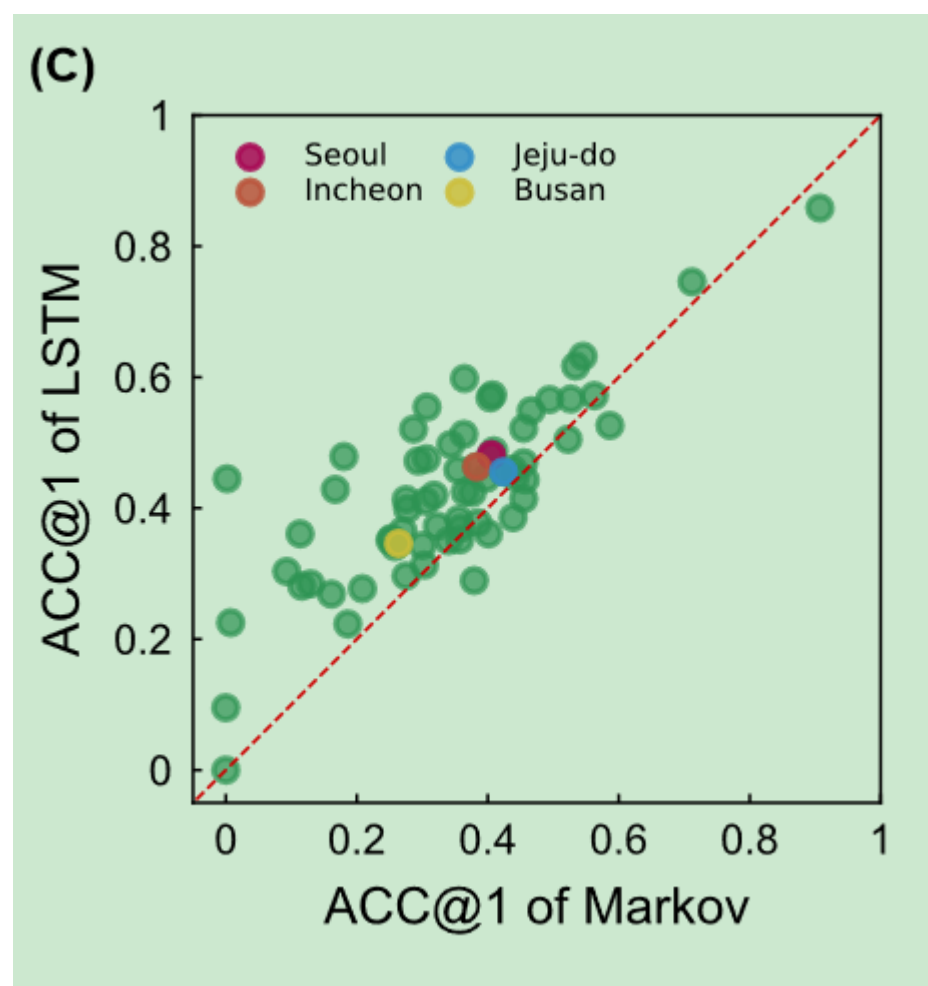 (C)
1
Seoul Jeju-do
Incheon Busan
0.8
0.6
0.4
0.2
0
ACC@1 of LSTM
0 0.2 0.4 0.6 0.8 1
ACC@1 of Markov